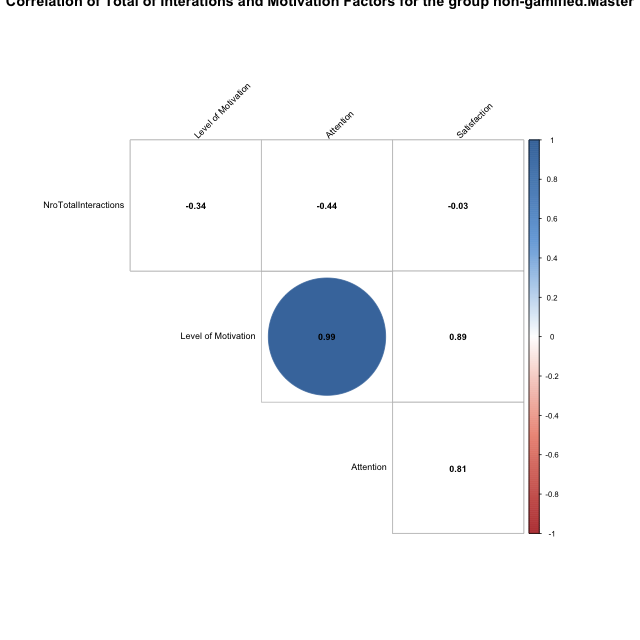 Correlation of Total of Interations and Motivation Factors for the group non-gamified.Master
Level of Motivation
Attention
Satisfaction
NroTotalInteractions
-0.34
-0.44
-0.03
Level of Motivation
0.99
0.89
Attention
0.81
1
0.8
0.6
0.4
0.2
0
-0.2
-0.4
-0.6
-0.8
-1